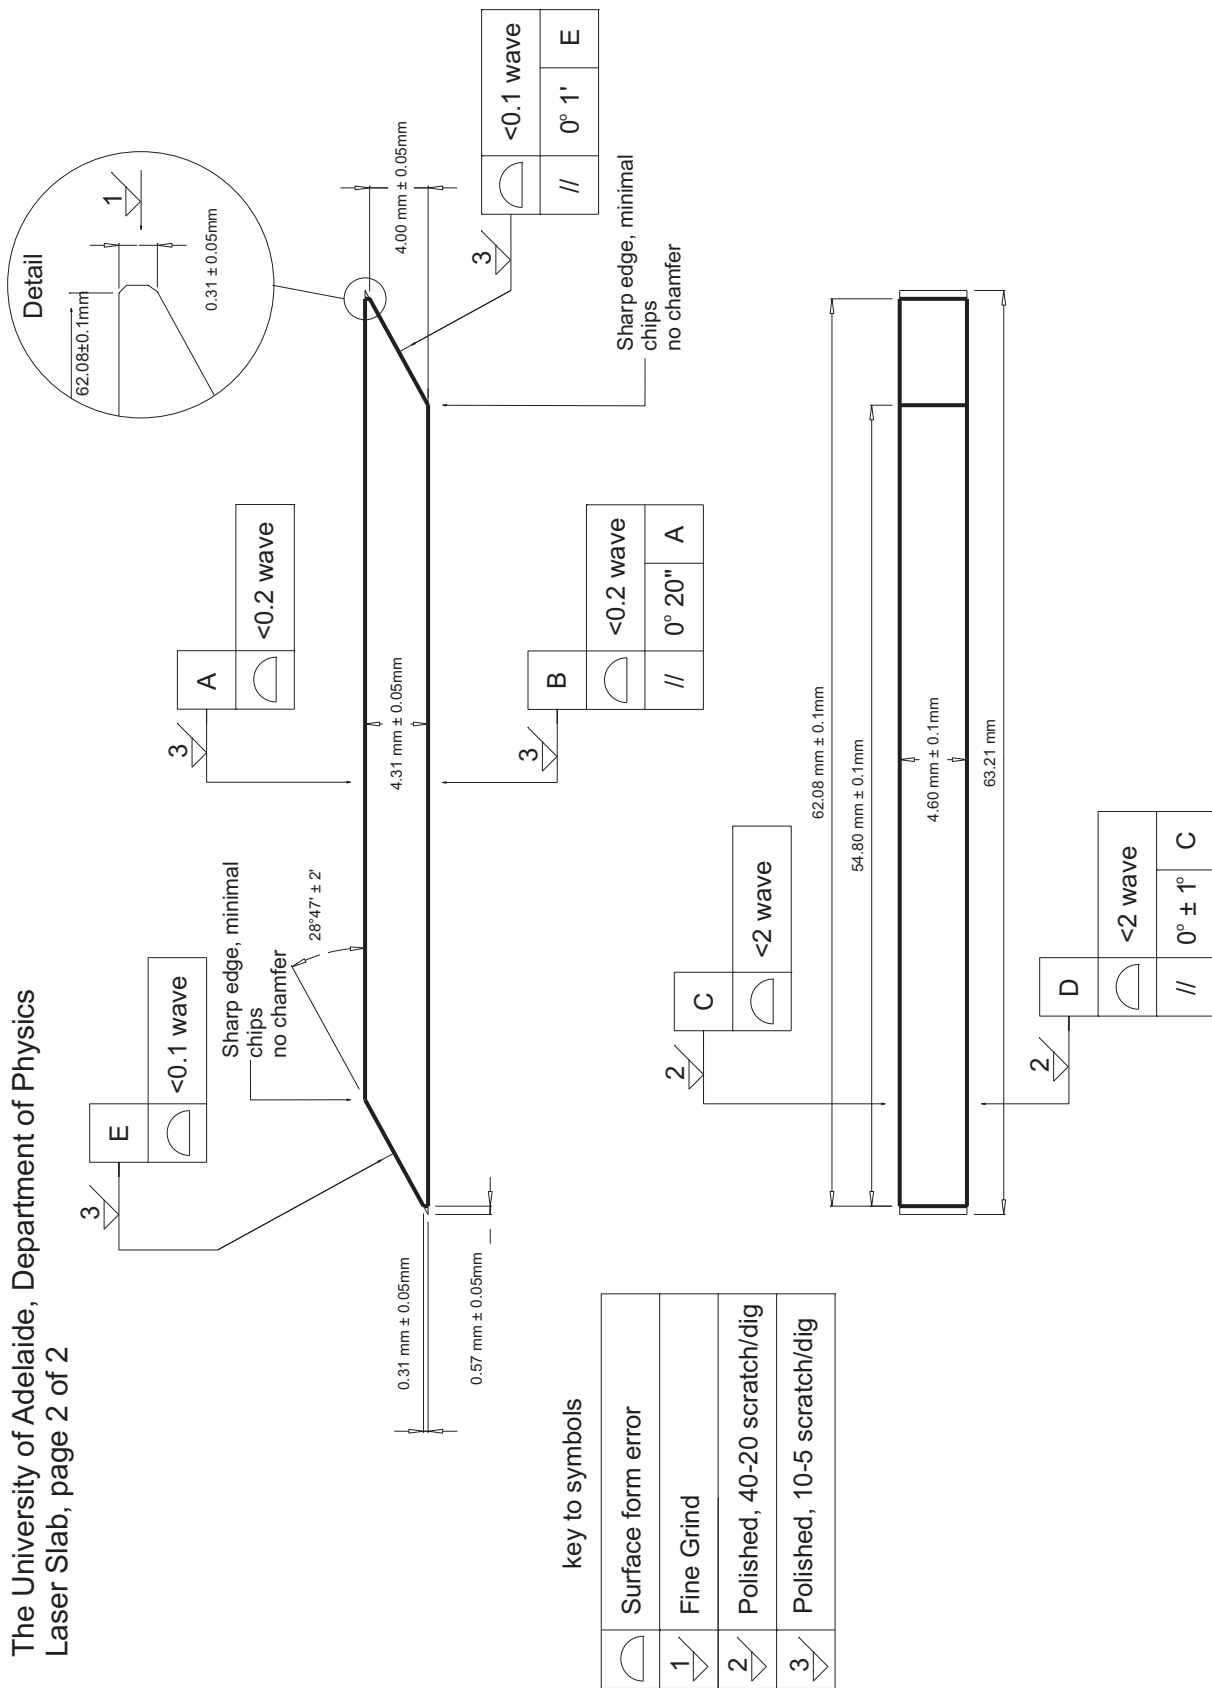 The University of Adelaide, Department of Physics
Laser Slab, page 2 of 2
Detail
62.08±0.1mm
1
0.31 ± 0.05mm
3
E
<0.1 wave
Sharp edge, minimal
chips
no chamfer
28°47' ± 2'
3
A
<0.2 wave
4.31 mm ± 0.05mm
4.00 mm ± 0.05mm
3
<0.1 wave
// 0° 1' E
Sharp edge, minimal
chips
no chamfer
0.31 mm ± 0.05mm
0.57 mm ± 0.05mm
3
B
<0.2 wave
// 0° 20" A
key to symbols
Surface form error
1 Fine Grind
2 Polished, 40-20 scratch/dig
3 Polished, 10-5 scratch/dig
2
C
<2 wave
62.08 mm ± 0.1mm
54.80 mm ± 0.1mm
4.60 mm ± 0.1mm
63.21 mm
2
D
<2 wave
// 0° ± 1° C